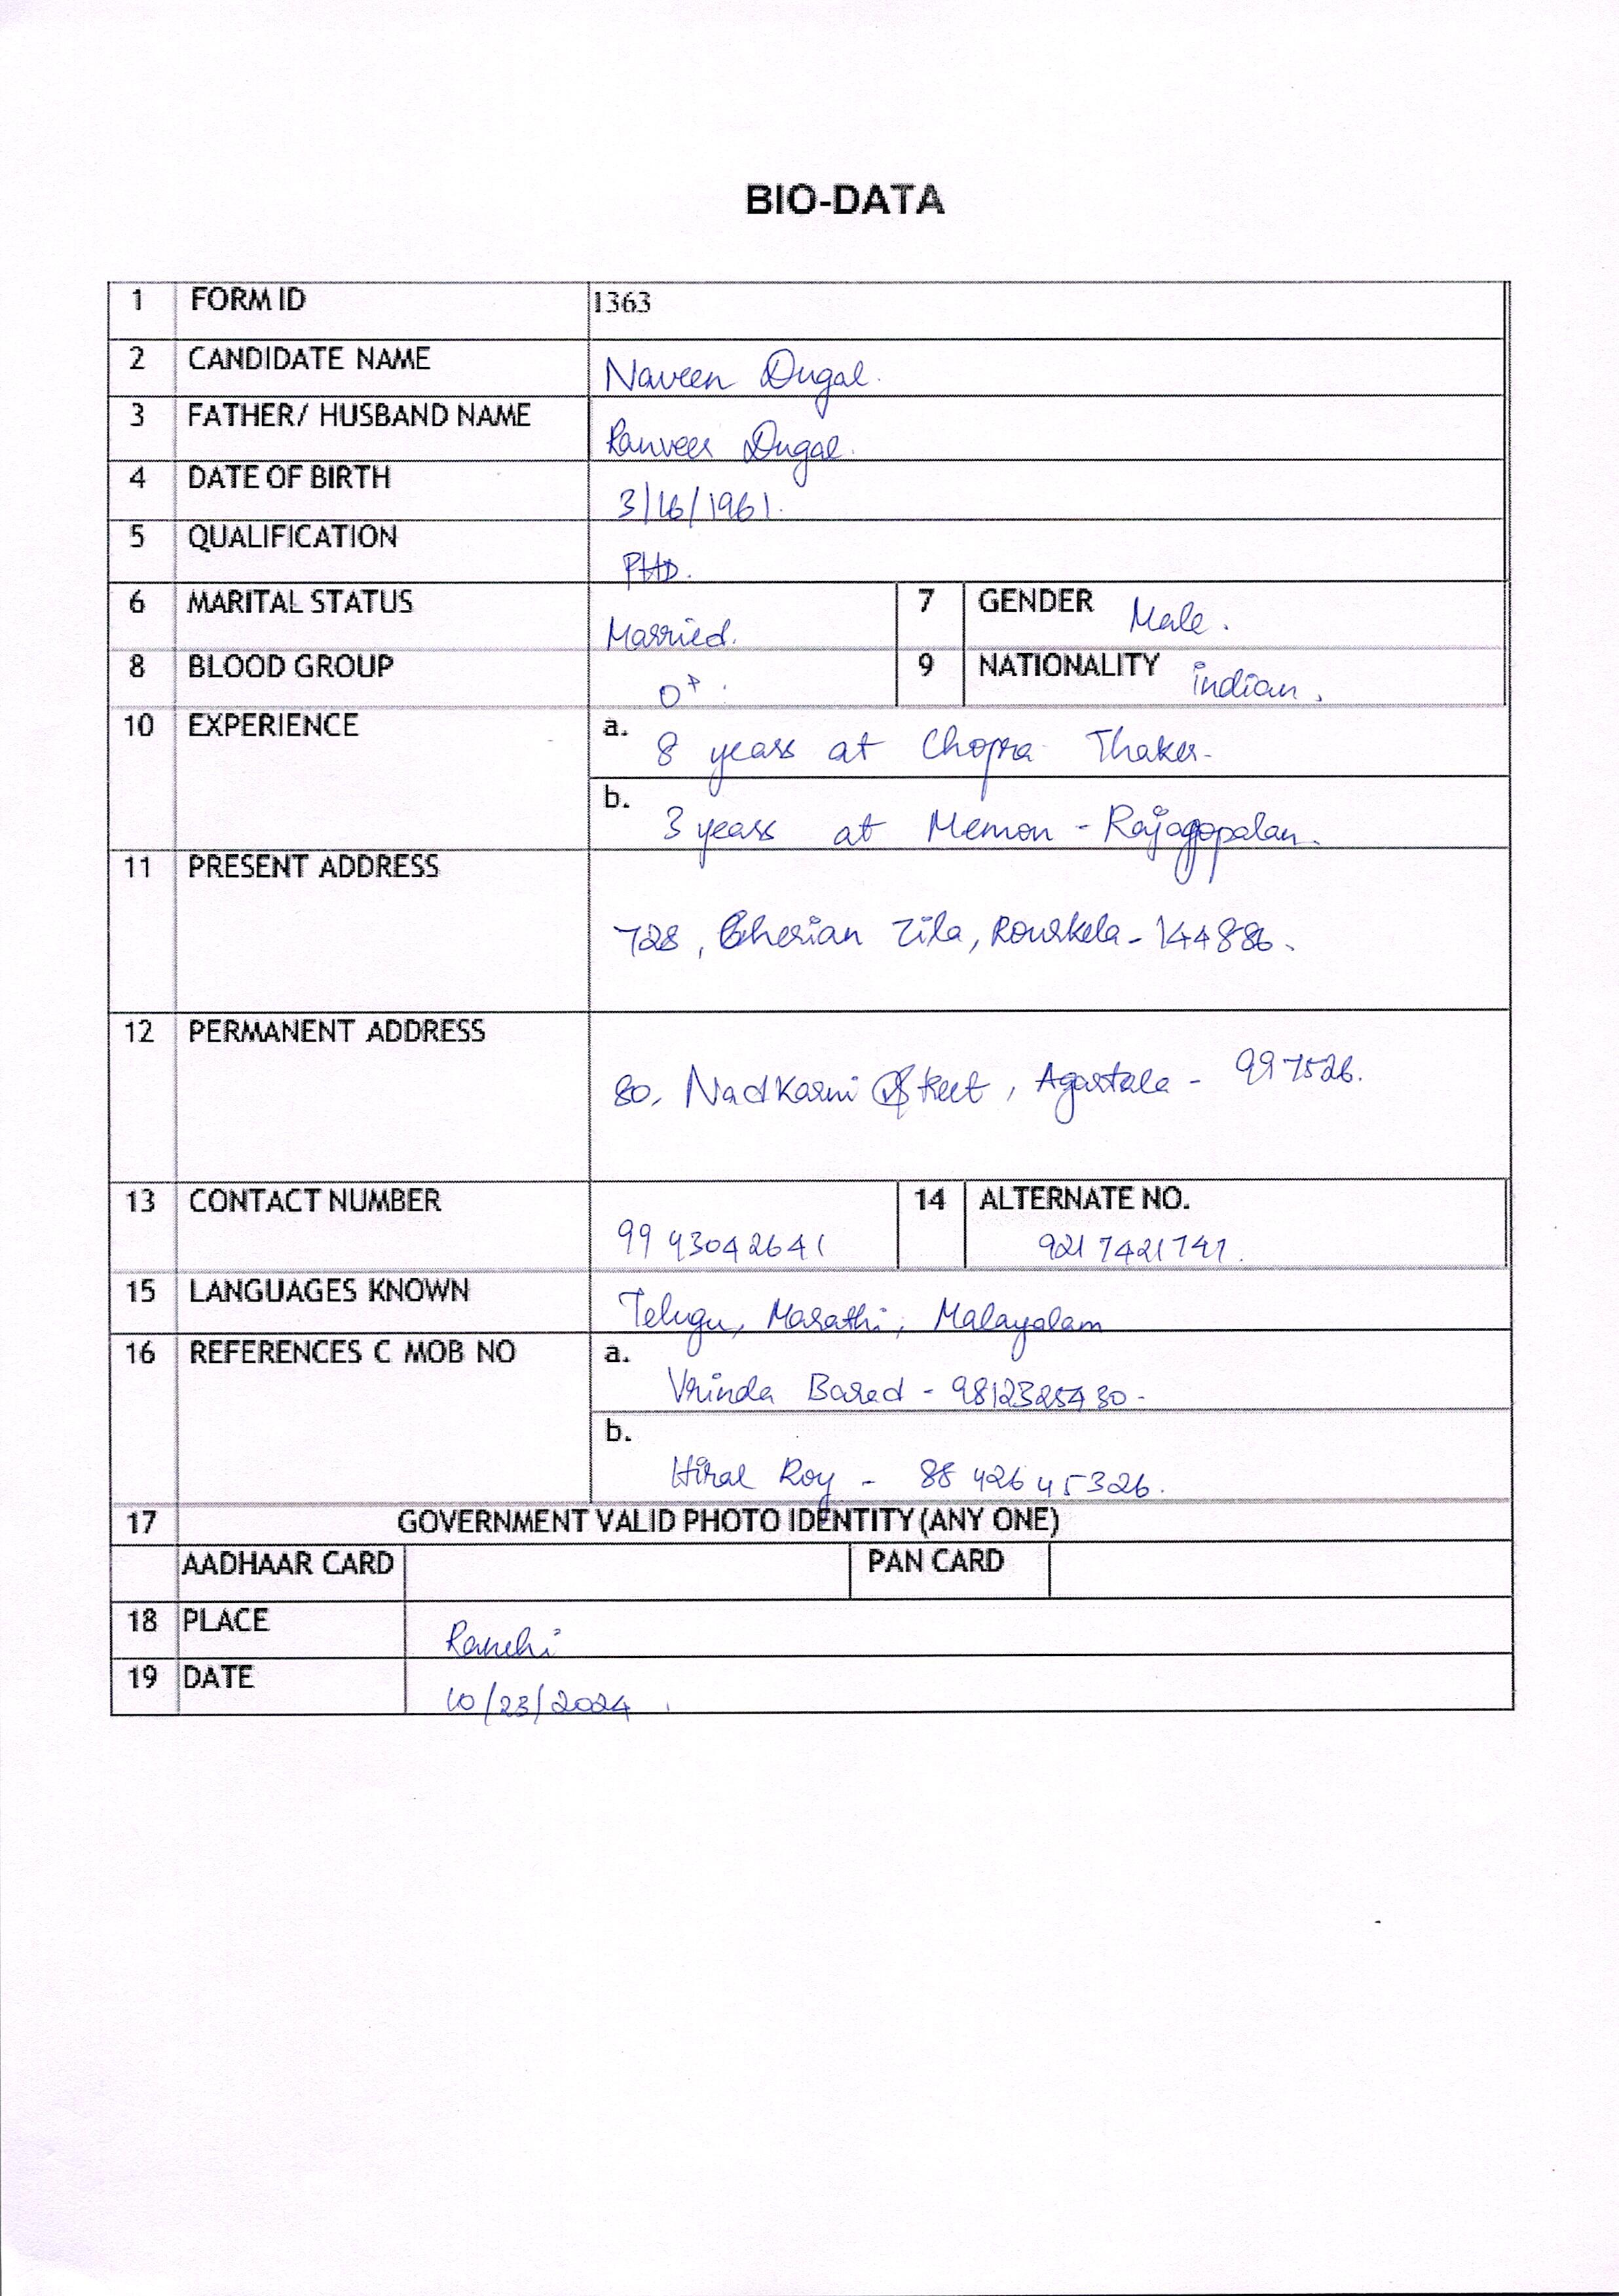 BIO-DATA
1 FORM ID 1363
2 CANDIDATE NAME Naveen Dugal.
3 FATHER/ HUSBAND NAME Ranveer Dugal.
4 DATE OF BIRTH 3/16/1961.
5 QUALIFICATION PHD.
6 MARITAL STATUS Married. 7 GENDER Male.
8 BLOOD GROUP O+. 9 NATIONALITY indian.
10 EXPERIENCE a. 8 years at Chopra Thaker-
b. 3 years at Memon - Rajagopalan.
11 PRESENT ADDRESS
728, Cherian Zila, Rourkela - 144886.
12 PERMANENT ADDRESS
80, Nadkarni Street, Agartala - 997526.
13 CONTACT NUMBER 9993042641 14 ALTERNATE NO.
9217421747.
15 LANGUAGES KNOWN Telugu, Marathi, Malayalam
16 REFERENCES C MOB NO a.
Vrinda Barad - 9812325430-
b.
Hiral Roy - 8842645326.
17 GOVERNMENT VALID PHOTO IDENTITY (ANY ONE)
AADHAAR CARD PAN CARD
18 PLACE Ranchi
19 DATE 10/23/2024.